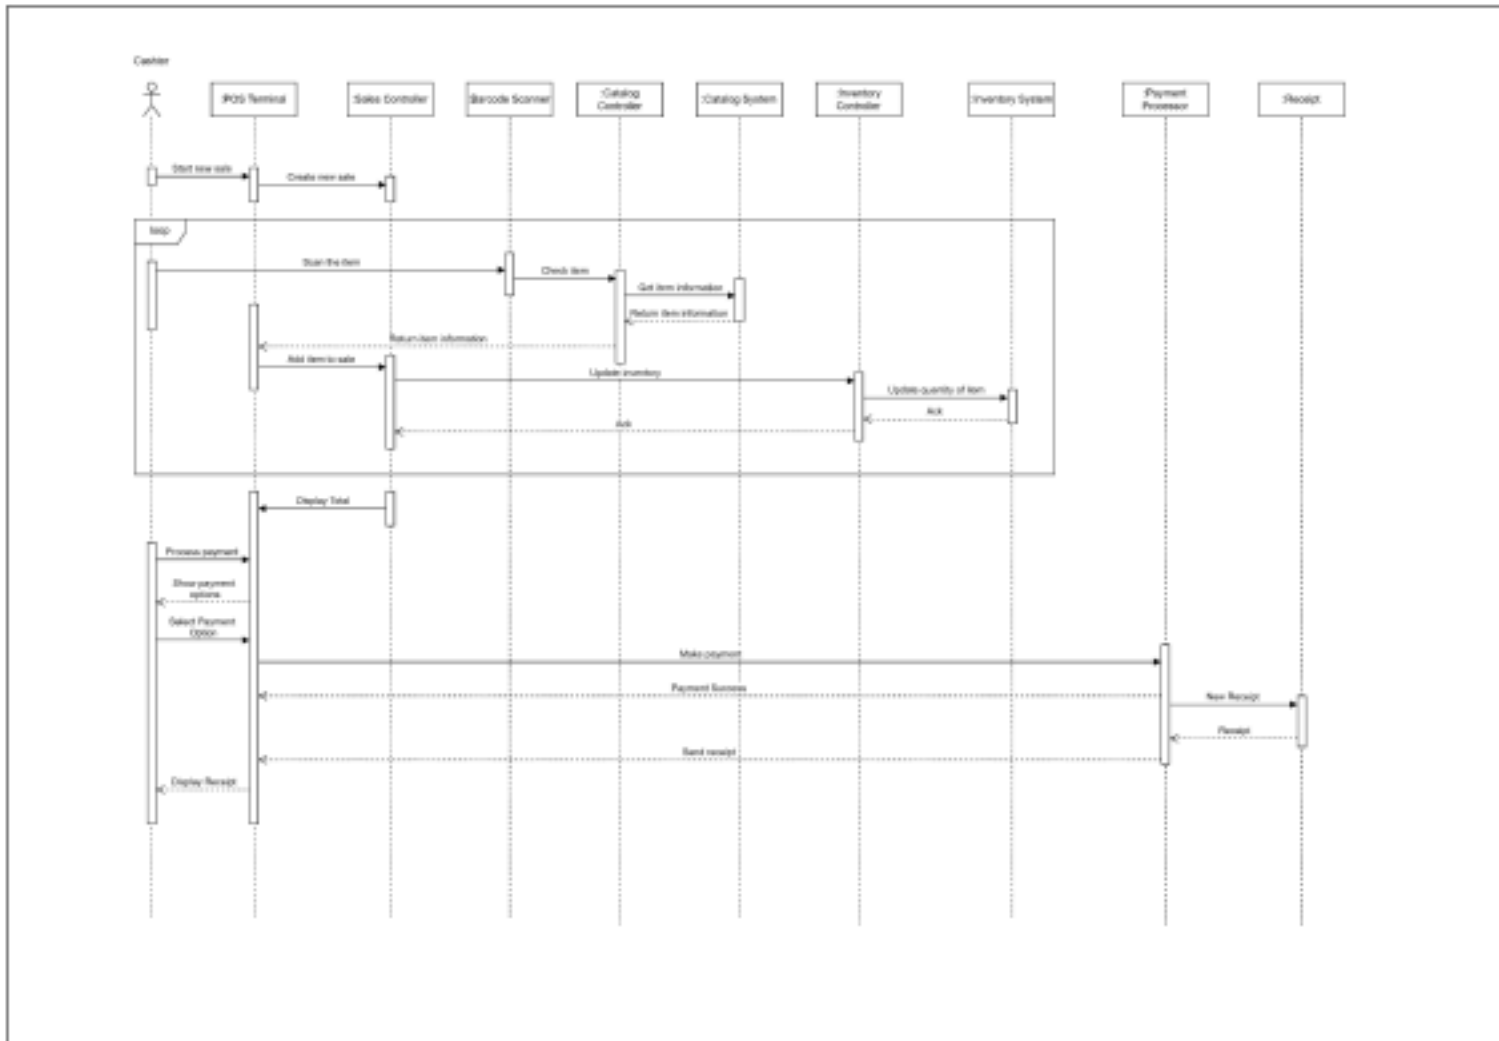 Cashier
:POS Terminal
:Sales Controller
:Barcode Scanner
:Catalog
Controller
:Catalog System
:Inventory
Controller
:Inventory System
:Payment
Processor
:Receipt
Start new sale
Create new sale
loop
Scan the item
Check item
Get item information
Return item information
Return item information
Add item to sale
Update inventory
Update quantity of item
Ack
Ack
Display Total
Process payment
Show payment
options
Select Payment
Option
Make payment
Payment Success
New Receipt
Receipt
Send receipt
Display Receipt